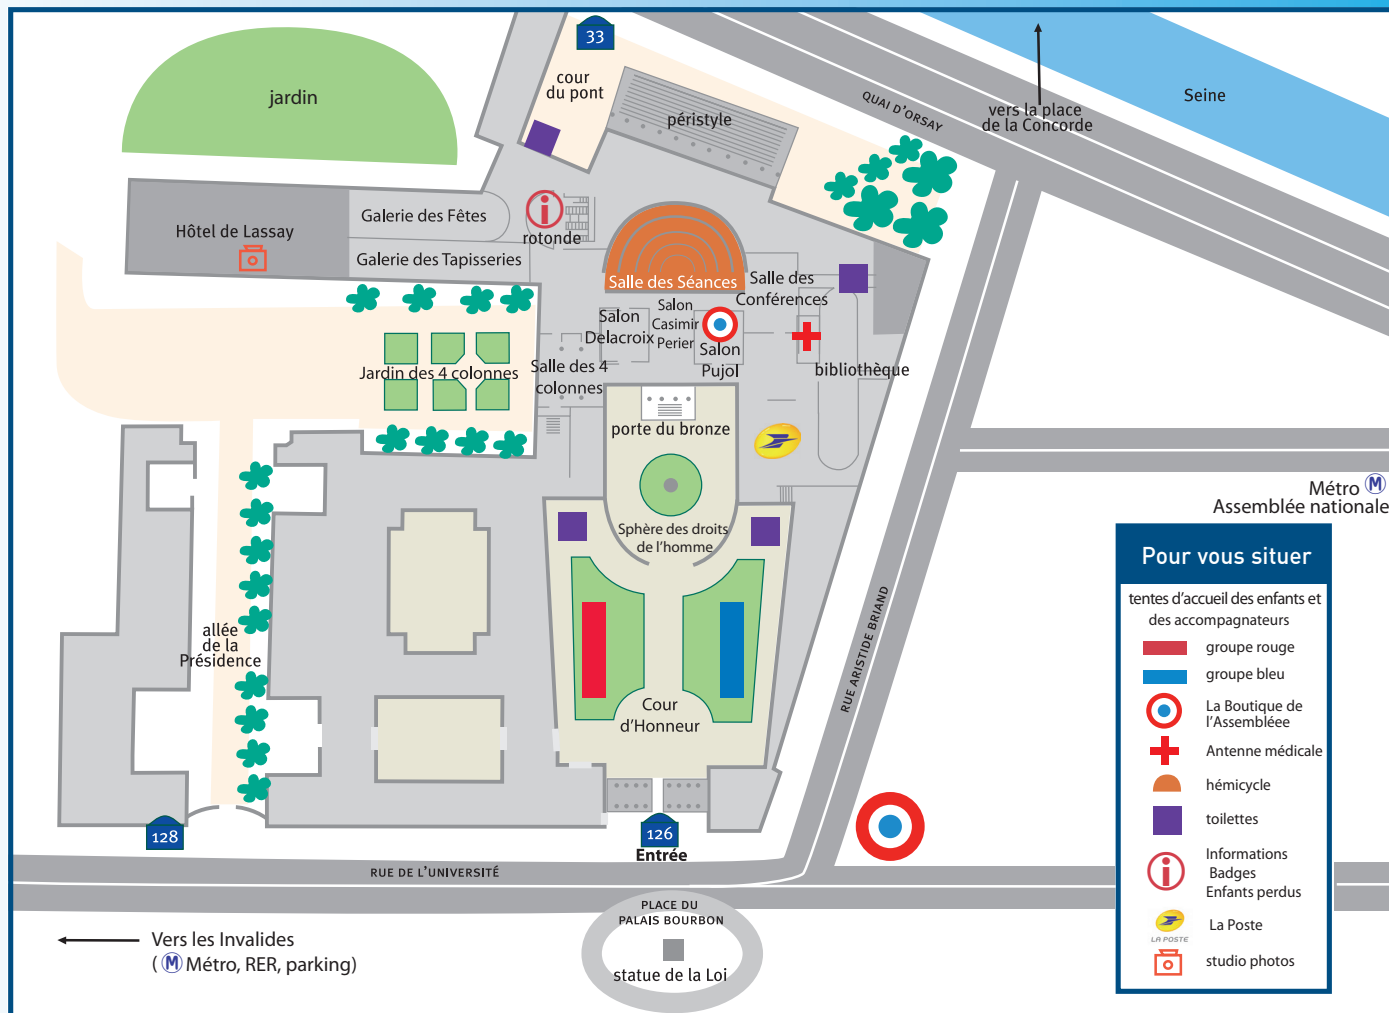 33
jardin
cour
du pont
péristyle
QUAI D'ORSAY
vers la place
de la Concorde
Seine
Galerie des Fêtes
Hôtel de Lassay
Galerie des Tapisseries
i
rotonde
Salle des Séances
Salle des
Conférences
Salon
Delacroix
Salon
Casimir
Perier
Salon
Pujol
bibliothèque
Jardin des 4 colonnes
Salle des 4
colonnes
porte du bronze
Sphère des droits
de l'homme
allée
de la
Présidence
Cour
d'Honneur
RUE ARISTIDE BRIAND
Métro M
Assemblée nationale
128
126
Entrée
RUE DE L'UNIVERSITÉ
PLACE DU
PALAIS BOURBON
statue de la Loi
Vers les Invalides
( M Métro, RER, parking)
Pour vous situer
tentes d'accueil des enfants et
des accompagnateurs
groupe rouge
groupe bleu
La Boutique de
l'Assembléee
Antenne médicale
hémicycle
toilettes
i
Informations
Badges
Enfants perdus
LA POSTE
La Poste
studio photos